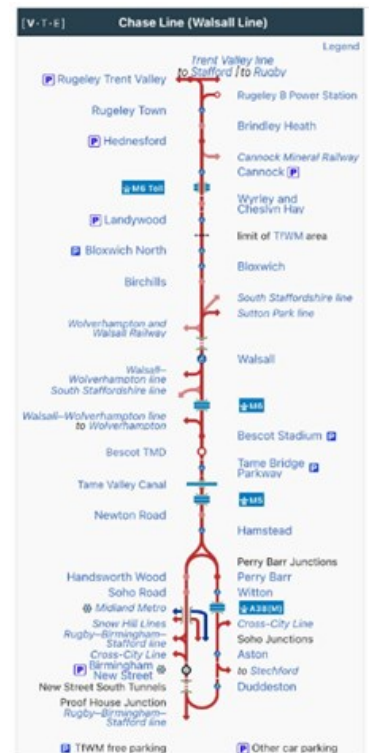 [V·T·E] Chase Line (Walsall Line)
Legend
Trent Valley line
to Stafford / to Rugby
P Rugeley Trent Valley
Rugeley B Power Station
Rugeley Town
Brindley Heath
P Hednesford
Cannock Mineral Railway
Cannock P
M6 Toll
Wyrley and
Cheslyn Hay
P Landywood
limit of TfWM area
P Bloxwich North
Bloxwich
Birchills
South Staffordshire line
Sutton Park line
Wolverhampton and
Walsall Railway
Walsall
Walsall–
Wolverhampton line
South Staffordshire line
M6
Walsall–Wolverhampton line
to Wolverhampton
Bescot Stadium P
Bescot TMD
Tame Bridge
Parkway P
Tame Valley Canal
M5
Newton Road
Hamstead
Perry Barr Junctions
Handsworth Wood
Perry Barr
Soho Road
Witton
Midland Metro
A38(M)
Snow Hill Lines
Cross-City Line
Rugby–Birmingham–
Stafford line
Soho Junctions
Cross-City Line
Aston
P Birmingham
New Street
to Stechford
New Street South Tunnels
Duddeston
Proof House Junction
Rugby–Birmingham–
Stafford line
P TfWM free parking
P Other car parking